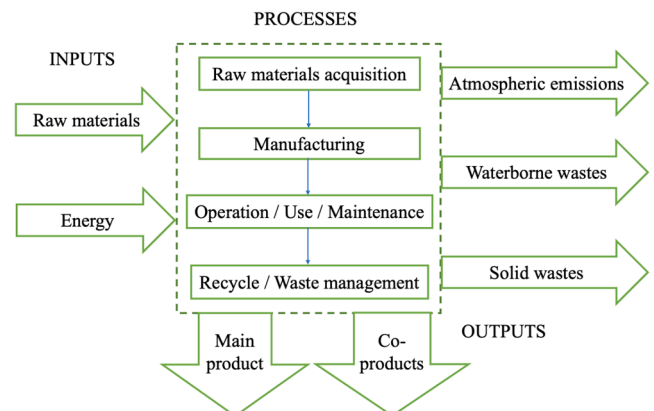 PROCESSES
INPUTS
Raw materials
Energy
Raw materials acquisition
Manufacturing
Operation / Use / Maintenance
Recycle / Waste management
Atmospheric emissions
Waterborne wastes
Solid wastes
OUTPUTS
Main
product
Co-
products